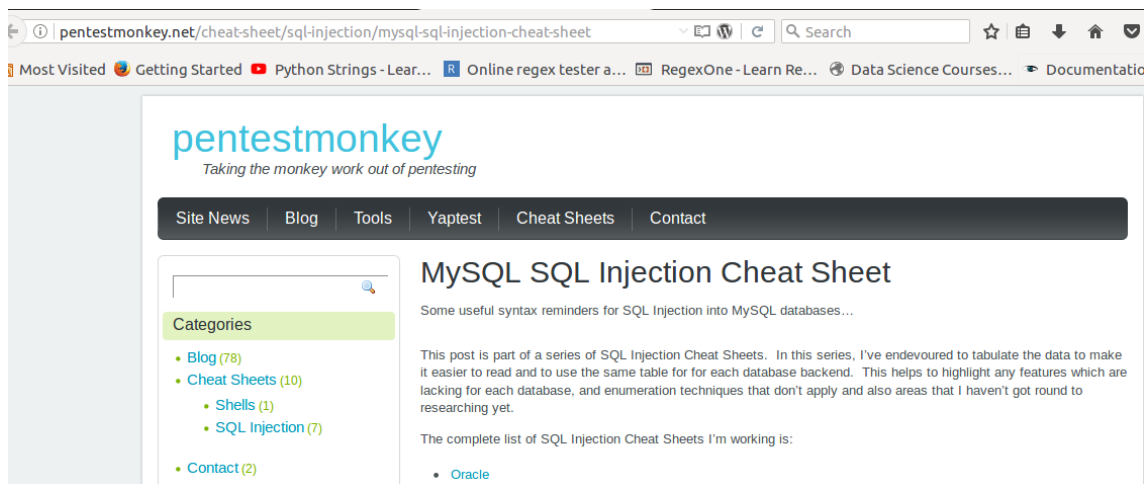 pentestmonkey.net/cheat-sheet/sql-injection/mysql-sql-injection-cheat-sheet
Search
Most Visited Getting Started Python Strings - Lear... Online regex tester a... RegexOne - Learn Re... Data Science Courses... Documentatio
pentestmonkey
Taking the monkey work out of pentesting
Site News Blog Tools Yaptest Cheat Sheets Contact
Categories
• Blog (78)
• Cheat Sheets (10)
• Shells (1)
• SQL Injection (7)
• Contact (2)
MySQL SQL Injection Cheat Sheet
Some useful syntax reminders for SQL Injection into MySQL databases…
This post is part of a series of SQL Injection Cheat Sheets. In this series, I've endevoured to tabulate the data to make
it easier to read and to use the same table for for each database backend. This helps to highlight any features which are
lacking for each database, and enumeration techniques that don't apply and also areas that I haven't got round to
researching yet.
The complete list of SQL Injection Cheat Sheets I'm working is:
• Oracle